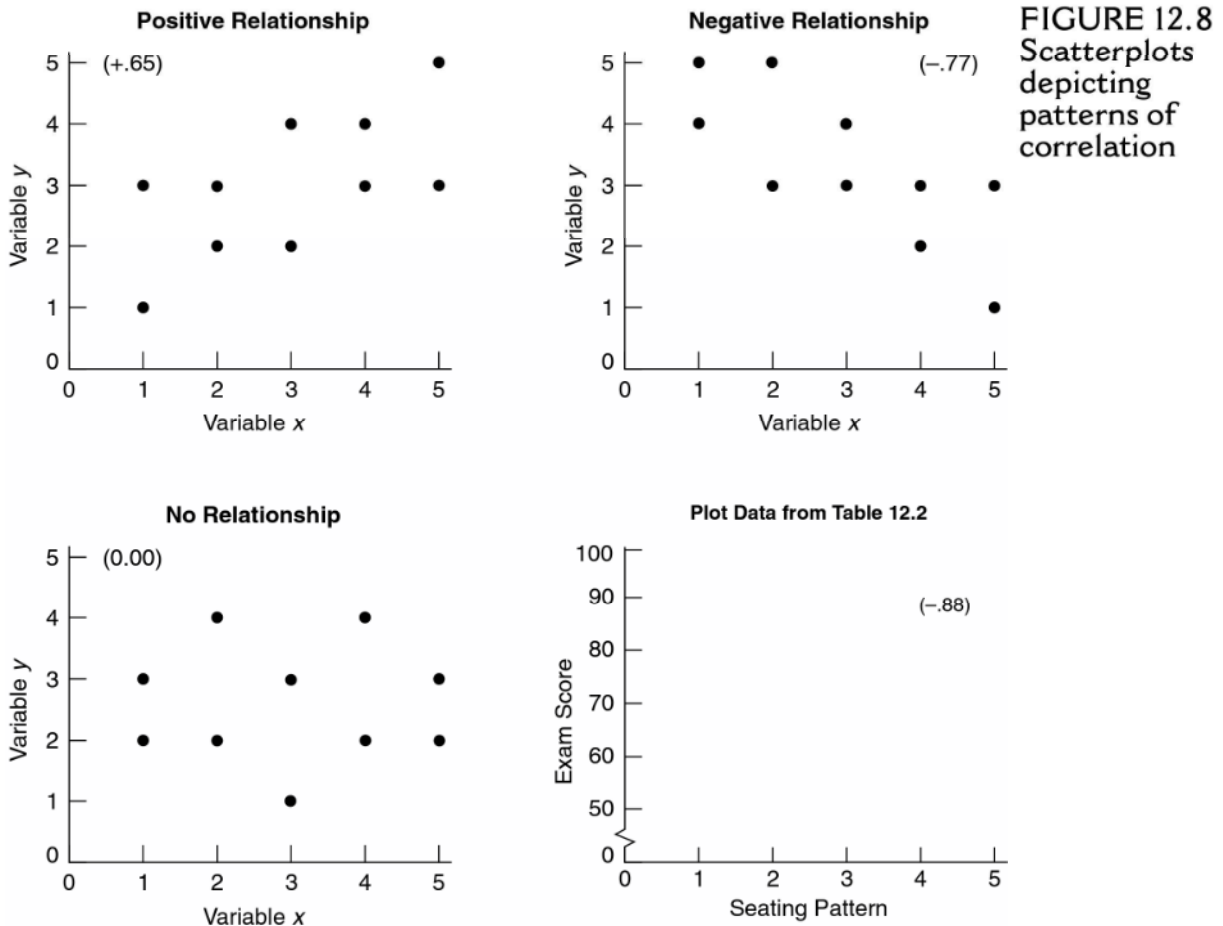 Positive Relationship
(+.65)
5
4
3
2
1
0
Variable y
0 1 2 3 4 5
Variable x
Negative Relationship
(–.77)
5
4
3
2
1
0
Variable y
0 1 2 3 4 5
Variable x
FIGURE 12.8
Scatterplots
depicting
patterns of
correlation
No Relationship
(0.00)
5
4
3
2
1
0
Variable y
0 1 2 3 4 5
Variable x
Plot Data from Table 12.2
(–.88)
100
90
80
70
60
50
0
Exam Score
0 1 2 3 4 5
Seating Pattern